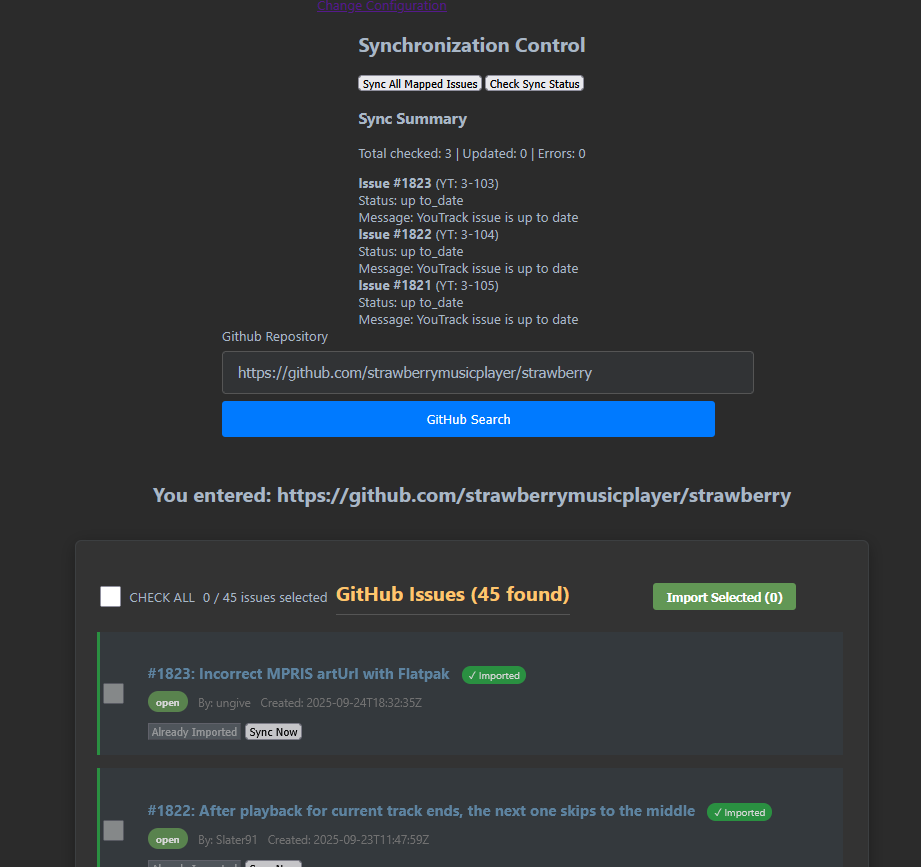 Change Configuration
Synchronization Control
Sync All Mapped Issues Check Sync Status
Sync Summary
Total checked: 3 | Updated: 0 | Errors: 0
Issue #1823 (YT: 3-103)
Status: up to_date
Message: YouTrack issue is up to date
Issue #1822 (YT: 3-104)
Status: up to_date
Message: YouTrack issue is up to date
Issue #1821 (YT: 3-105)
Status: up to_date
Message: YouTrack issue is up to date
Github Repository
https://github.com/strawberrymusicplayer/strawberry
GitHub Search
You entered: https://github.com/strawberrymusicplayer/strawberry
CHECK ALL 0 / 45 issues selected GitHub Issues (45 found) Import Selected (0)
#1823: Incorrect MPRIS artUrl with Flatpak ✓ Imported
open By: ungive Created: 2025-09-24T18:32:35Z
Already Imported Sync Now
#1822: After playback for current track ends, the next one skips to the middle ✓ Imported
open By: Slater91 Created: 2025-09-23T11:47:59Z
Already Imported Sync Now